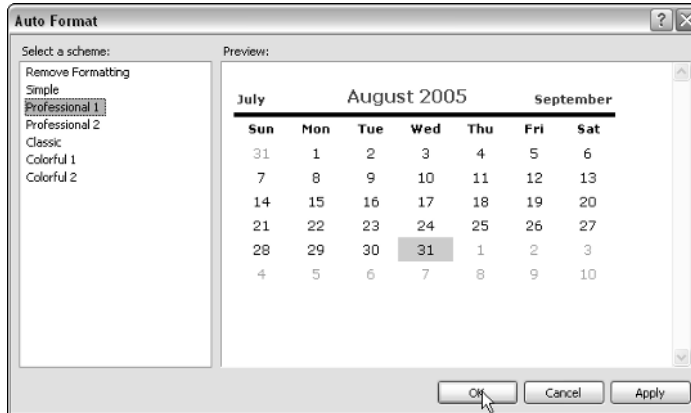 Auto Format
Select a scheme:
Remove Formatting
Simple
Professional 1
Professional 2
Classic
Colorful 1
Colorful 2
Preview:
July August 2005 September
Sun Mon Tue Wed Thu Fri Sat
31 1 2 3 4 5 6
7 8 9 10 11 12 13
14 15 16 17 18 19 20
21 22 23 24 25 26 27
28 29 30 31 1 2 3
4 5 6 7 8 9 10
OK Cancel Apply